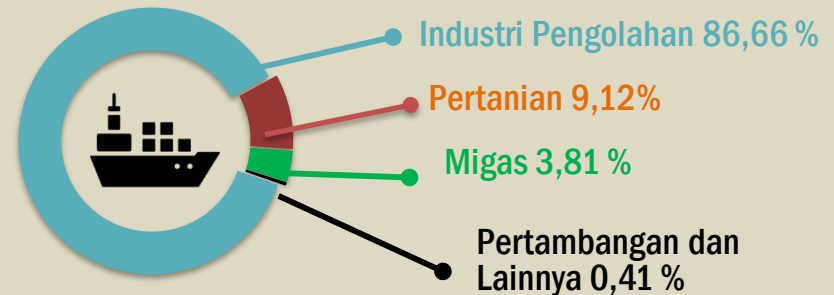 Industri Pengolahan 86,66 %
Pertanian 9,12%
Migas 3,81 %
Pertambangan dan
Lainnya 0,41 %